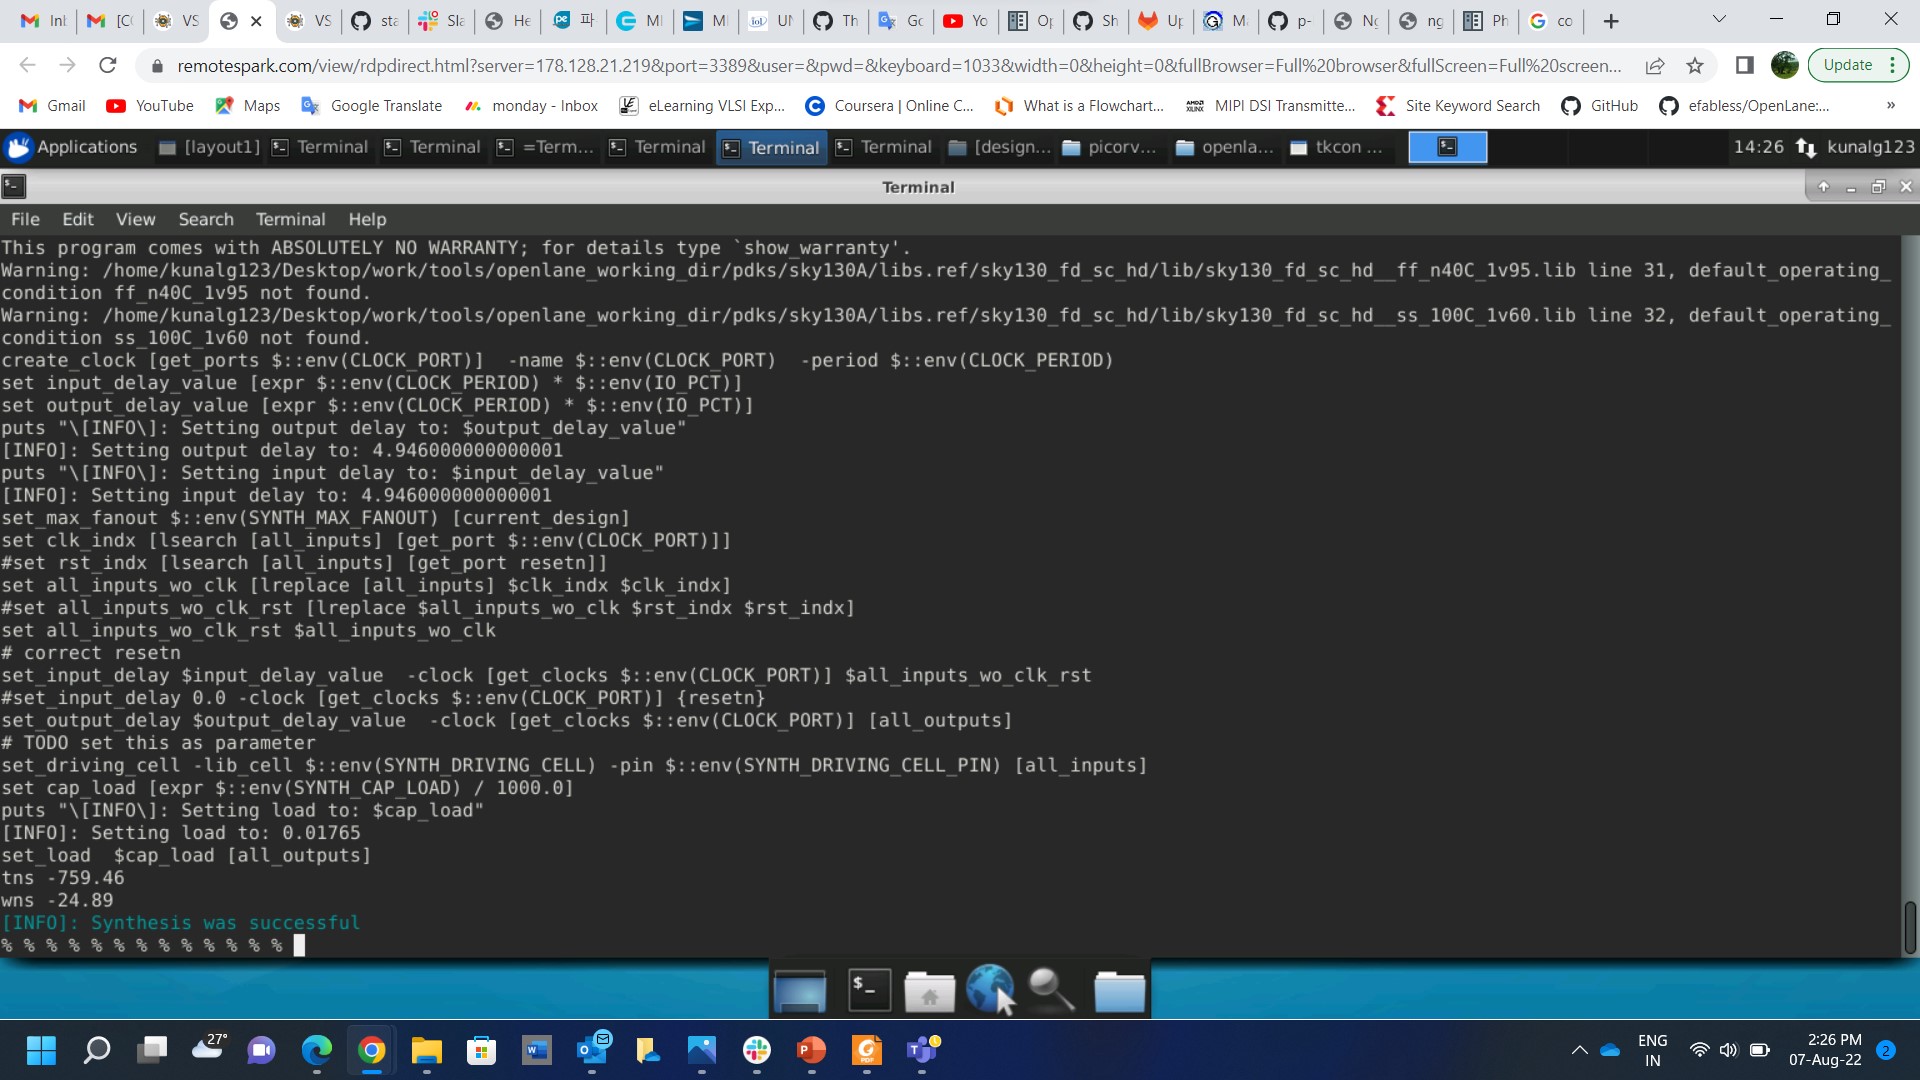 Int
[CC
VS
VS
sta
Sla
He
파
MI
MI
UN
Th
Go
Yo
Op
Sh
Up
Ma
p-
Ng
ng
Ph
co
remotespark.com/view/rdpdirect.html?server=178.128.21.219&port=3389&user=&pwd=&keyboard=1033&width=0&height=0&fullBrowser=Full%20browser&fullScreen=Full%20screen...
Update
Gmail YouTube Maps Google Translate monday - Inbox eLearning VLSI Exp... Coursera | Online C... What is a Flowchart... MIPI DSI Transmitte... Site Keyword Search GitHub efabless/OpenLane:... »
Applications [layout1] Terminal Terminal =Term... Terminal Terminal Terminal [design... picorv... openla... tkcon ... 14:26 kunalg123
Terminal
File Edit View Search Terminal Help
This program comes with ABSOLUTELY NO WARRANTY; for details type `show_warranty'.
Warning: /home/kunalg123/Desktop/work/tools/openlane_working_dir/pdks/sky130A/libs.ref/sky130_fd_sc_hd/lib/sky130_fd_sc_hd__ff_n40C_1v95.lib line 31, default_operating_
condition ff_n40C_1v95 not found.
Warning: /home/kunalg123/Desktop/work/tools/openlane_working_dir/pdks/sky130A/libs.ref/sky130_fd_sc_hd/lib/sky130_fd_sc_hd__ss_100C_1v60.lib line 32, default_operating_
condition ss_100C_1v60 not found.
create_clock [get_ports $::env(CLOCK_PORT)]  -name $::env(CLOCK_PORT)  -period $::env(CLOCK_PERIOD)
set input_delay_value [expr $::env(CLOCK_PERIOD) * $::env(IO_PCT)]
set output_delay_value [expr $::env(CLOCK_PERIOD) * $::env(IO_PCT)]
puts "\[INFO\]: Setting output delay to: $output_delay_value"
[INFO]: Setting output delay to: 4.946000000000001
puts "\[INFO\]: Setting input delay to: $input_delay_value"
[INFO]: Setting input delay to: 4.946000000000001
set_max_fanout $::env(SYNTH_MAX_FANOUT) [current_design]
set clk_indx [lsearch [all_inputs] [get_port $::env(CLOCK_PORT)]]
#set rst_indx [lsearch [all_inputs] [get_port resetn]]
set all_inputs_wo_clk [lreplace [all_inputs] $clk_indx $clk_indx]
#set all_inputs_wo_clk_rst [lreplace $all_inputs_wo_clk $rst_indx $rst_indx]
set all_inputs_wo_clk_rst $all_inputs_wo_clk
# correct resetn
set_input_delay $input_delay_value  -clock [get_clocks $::env(CLOCK_PORT)] $all_inputs_wo_clk_rst
#set_input_delay 0.0 -clock [get_clocks $::env(CLOCK_PORT)] {resetn}
set_output_delay $output_delay_value  -clock [get_clocks $::env(CLOCK_PORT)] [all_outputs]
# TODO set this as parameter
set_driving_cell -lib_cell $::env(SYNTH_DRIVING_CELL) -pin $::env(SYNTH_DRIVING_CELL_PIN) [all_inputs]
set cap_load [expr $::env(SYNTH_CAP_LOAD) / 1000.0]
puts "\[INFO\]: Setting load to: $cap_load"
[INFO]: Setting load to: 0.01765
set_load  $cap_load [all_outputs]
tns -759.46
wns -24.89
[INFO]: Synthesis was successful
% % % % % % % % % % % % %
27°
ENG
IN
2:26 PM
07-Aug-22
2